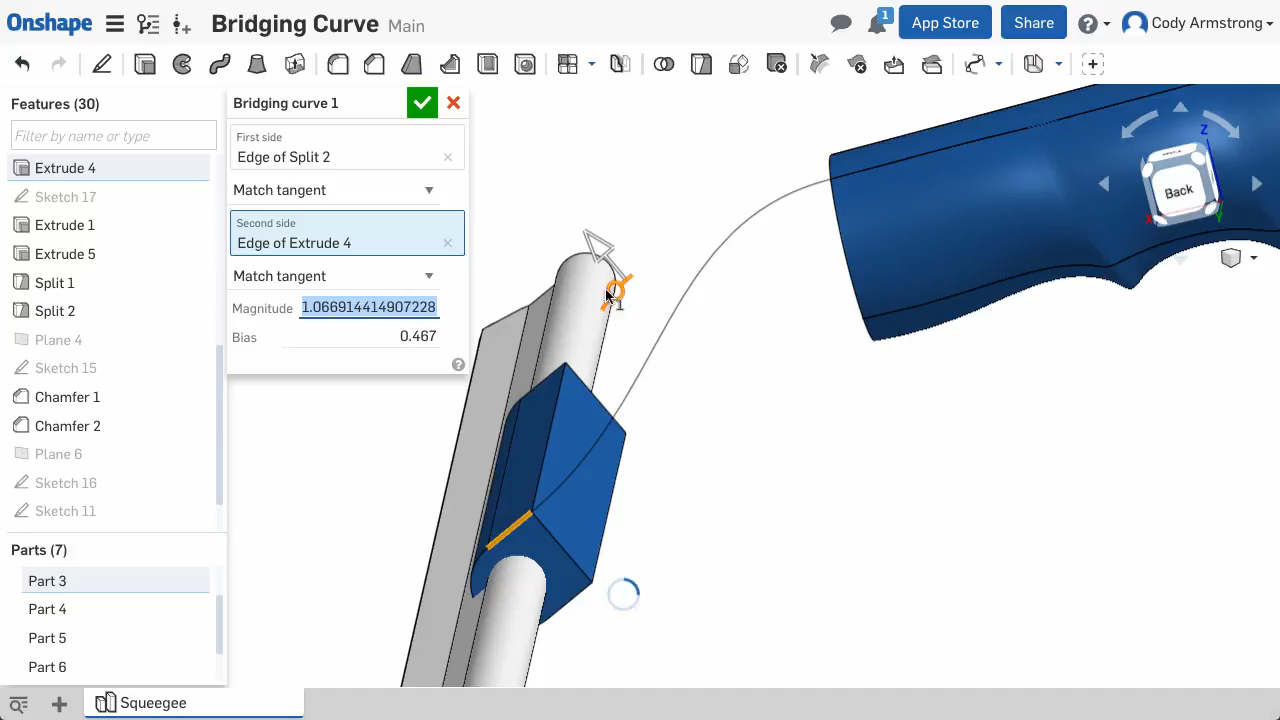 Onshape
Bridging Curve Main
1
App Store
Share
Cody Armstrong
Features (30)
Filter by name or type
Extrude 4
Sketch 17
Extrude 1
Extrude 5
Split 1
Split 2
Plane 4
Sketch 15
Chamfer 1
Chamfer 2
Plane 6
Sketch 16
Sketch 11
Parts (7)
Part 3
Part 4
Part 5
Part 6
Bridging curve 1
First side
Edge of Split 2
Match tangent
Second side
Edge of Extrude 4
Match tangent
Magnitude 1.066914414907228
Bias 0.467
1
Z
Back
X
Y
Squeegee